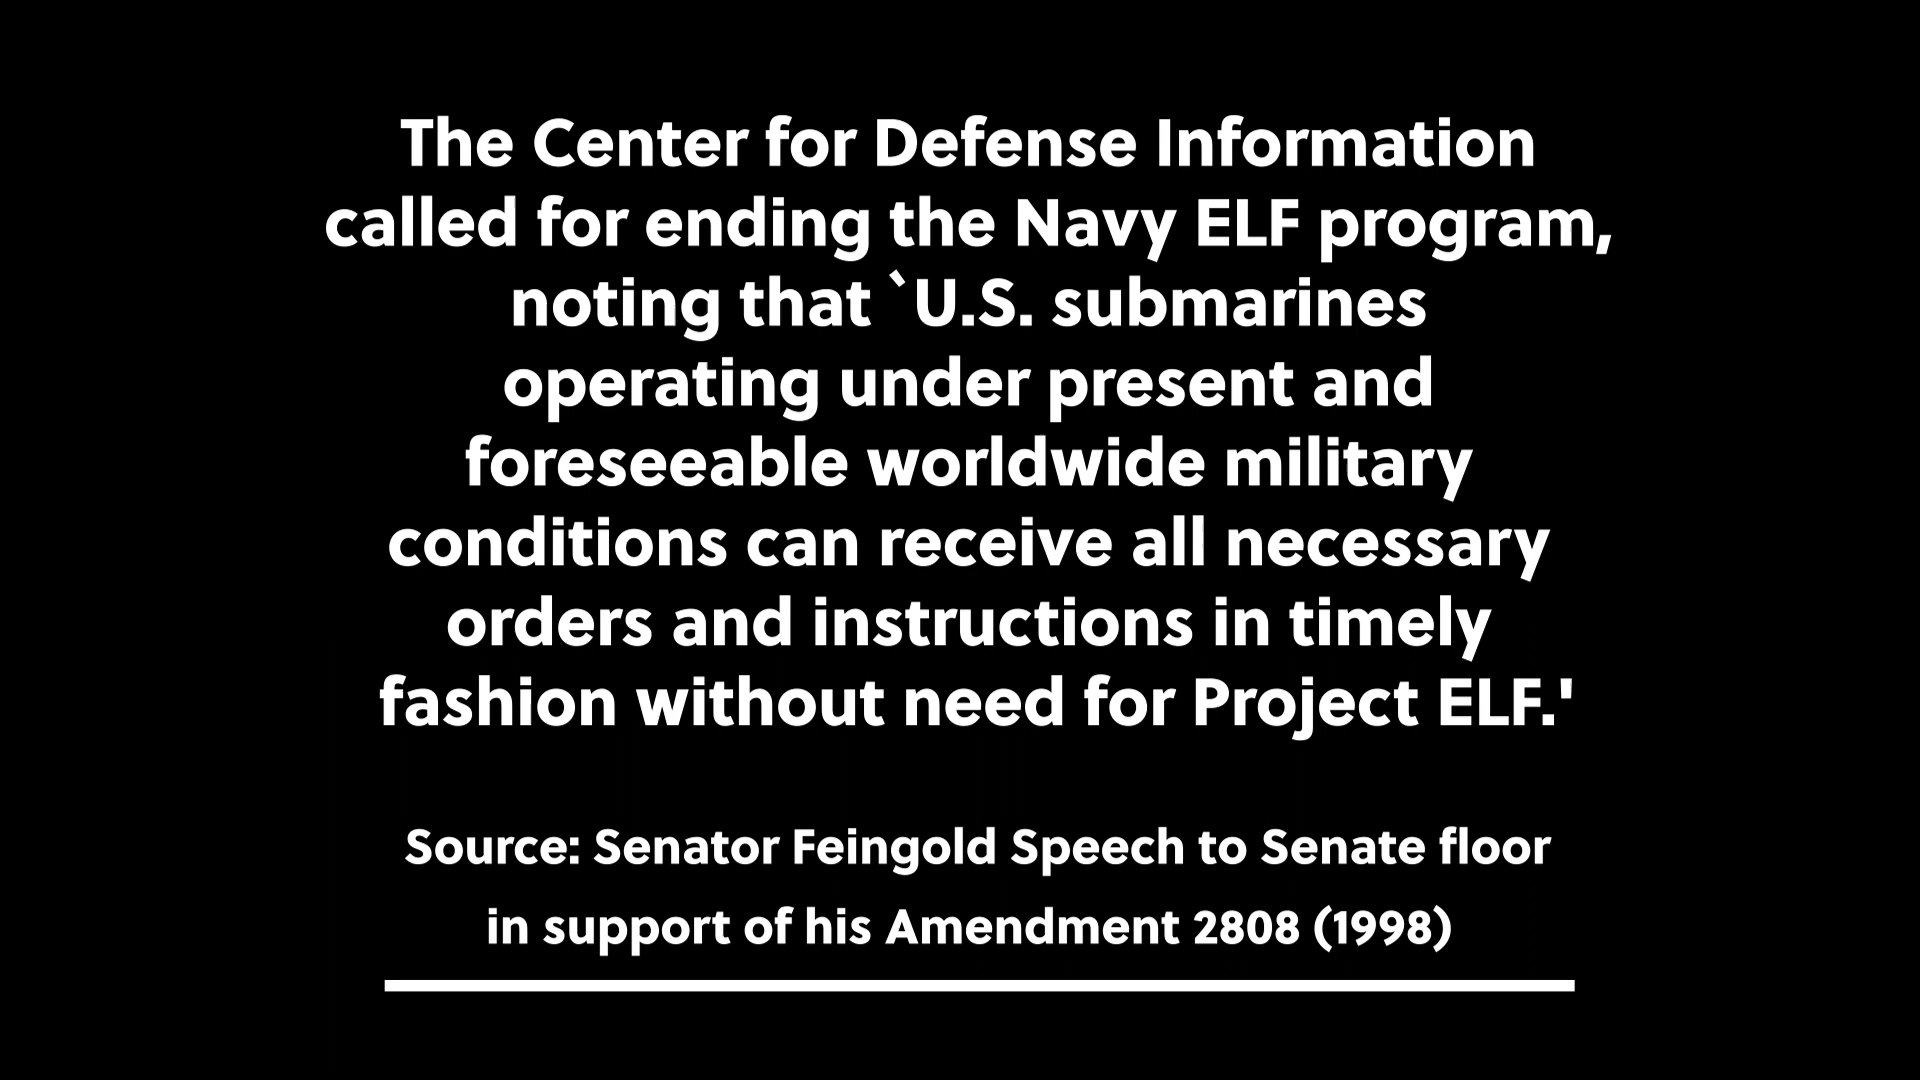 The Center for Defense Information
called for ending the Navy ELF program,
noting that `U.S. submarines
operating under present and
foreseeable worldwide military
conditions can receive all necessary
orders and instructions in timely
fashion without need for Project ELF.'
Source: Senator Feingold Speech to Senate floor
in support of his Amendment 2808 (1998)